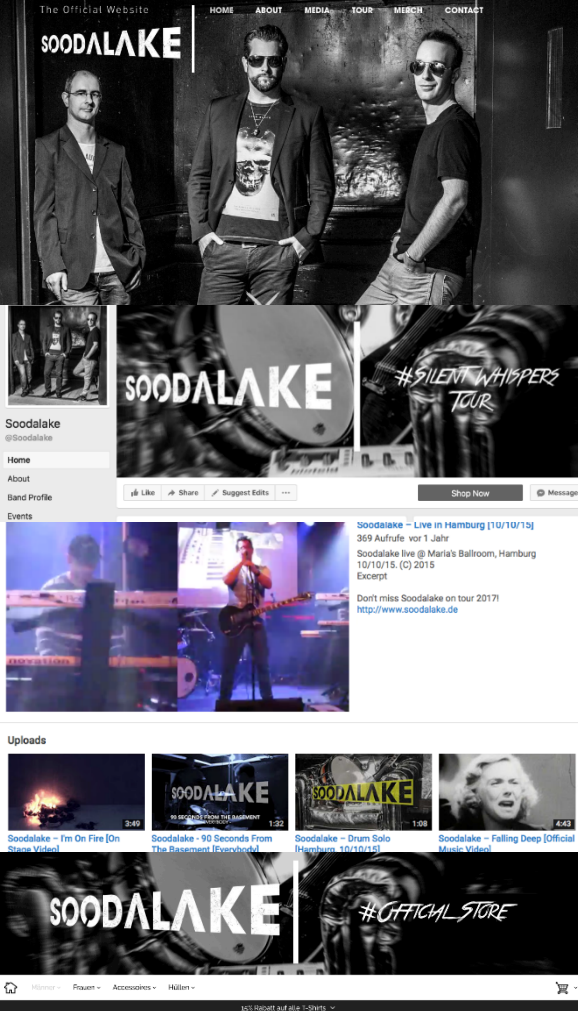 The Official Website
HOME ABOUT MEDIA TOUR MERCH CONTACT
SOODALAKE
SOODALAKE
#SILENT WHISPERS
TOUR
Soodalake
@Soodalake
Home
About
Band Profile
Events
Like Share Suggest Edits ··· Shop Now Message
Soodalake – Live in Hamburg [10/10/15]
369 Aufrufe vor 1 Jahr
Soodalake live @ Maria's Ballroom, Hamburg
10/10/15. (C) 2015
Excerpt
Don't miss Soodalake on tour 2017!
http://www.soodalake.de
novation
Uploads
SOODALAKE
90 SECONDS FROM THE BASEMENT
SOODALAKE
3:49 1:32 1:08 4:43
Soodalake – I'm On Fire [On
Stage Video]
Soodalake - 90 Seconds From
The Basement [Everybody]
Soodalake – Drum Solo
[Hamburg, 10/10/15]
Soodalake – Falling Deep [Official
Music Video]
SOODALAKE
#OFFICIAL_STORE
Männer Frauen Accessoires Hüllen
15% Rabatt auf alle T-Shirts